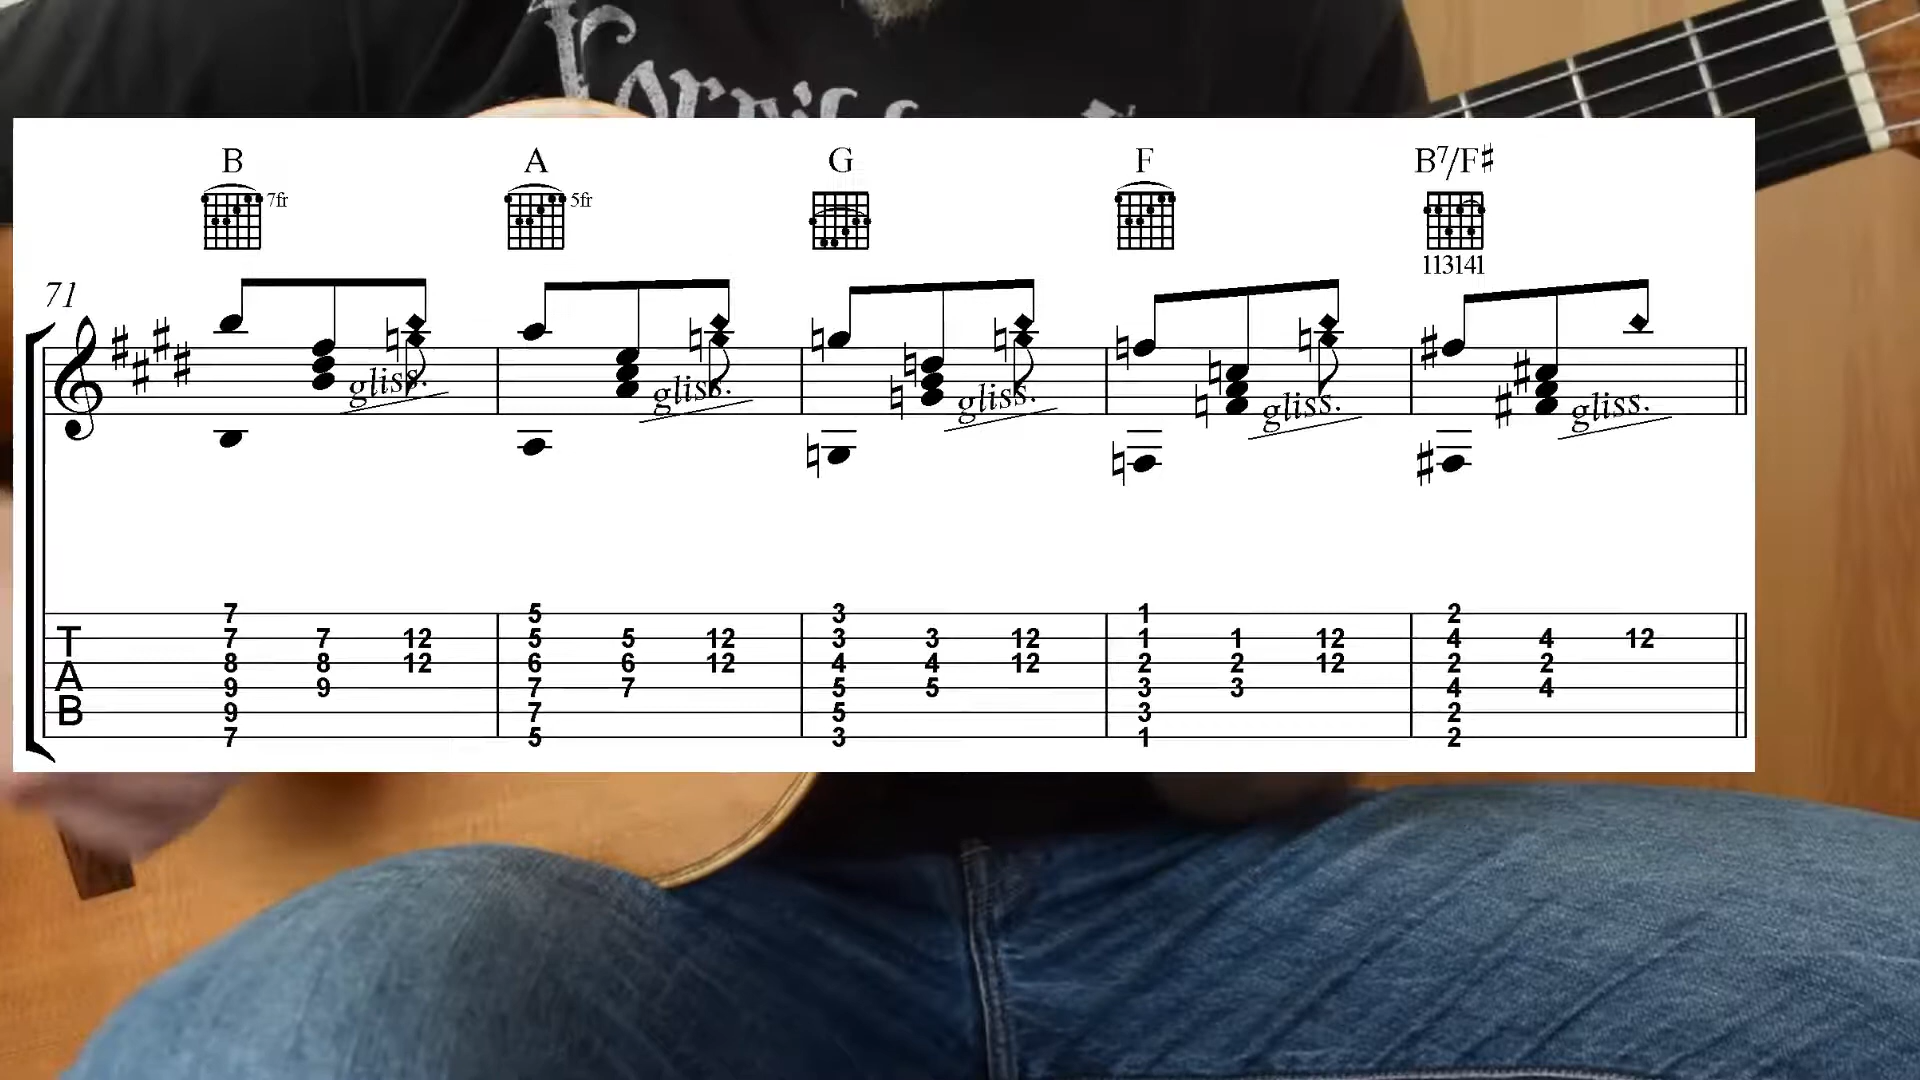 B A G F B7/F♯
7fr 5fr
113141
71
gliss. gliss. gliss. gliss. gliss.
7 5 3 1 2
T 7 7 12 5 5 12 3 3 12 1 1 12 4 4 12
8 8 12 6 6 12 4 4 12 2 2 12 2 2
A 9 9 7 7 5 5 3 3 4 4
B 9 7 5 3 2
7 5 3 1 2